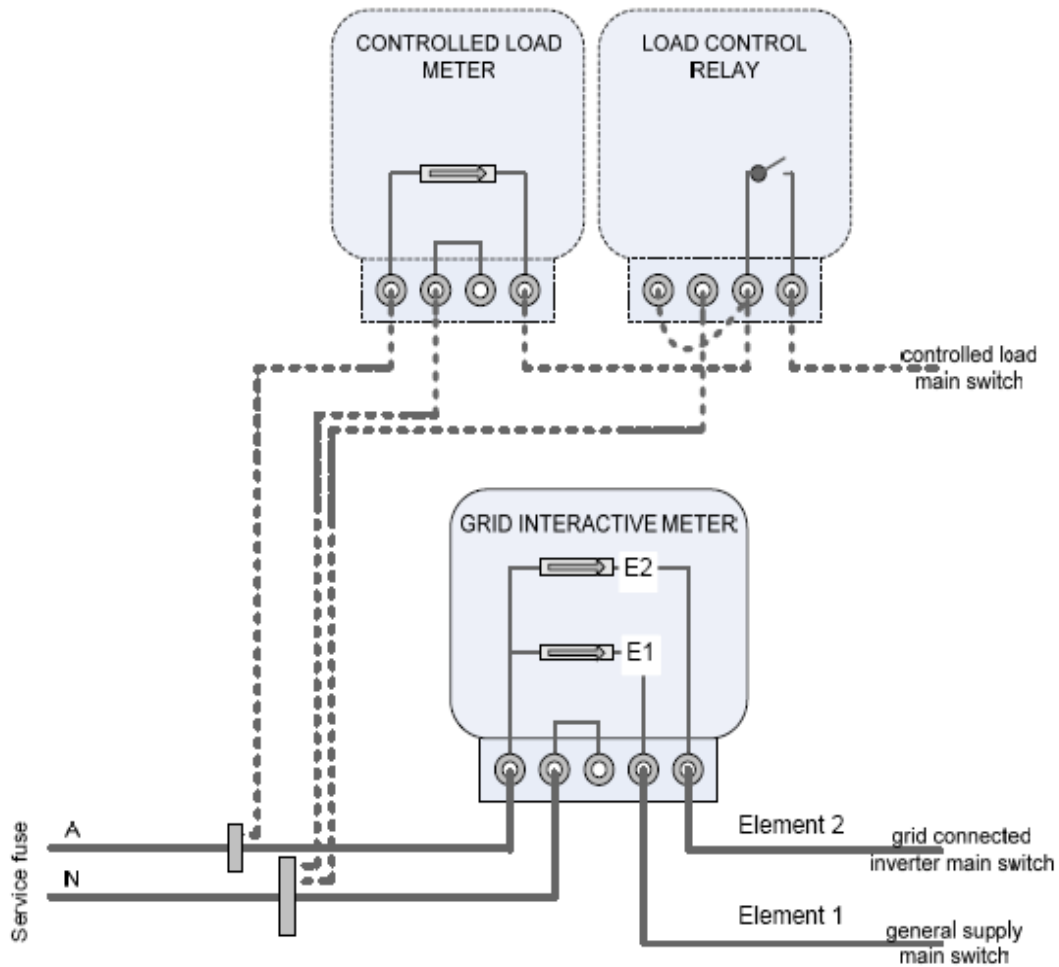 CONTROLLED LOAD
METER
LOAD CONTROL
RELAY
controlled load
main switch
GRID INTERACTIVE METER
E2
E1
Service fuse
A
N
Element 2
grid connected
inverter main switch
Element 1
general supply
main switch